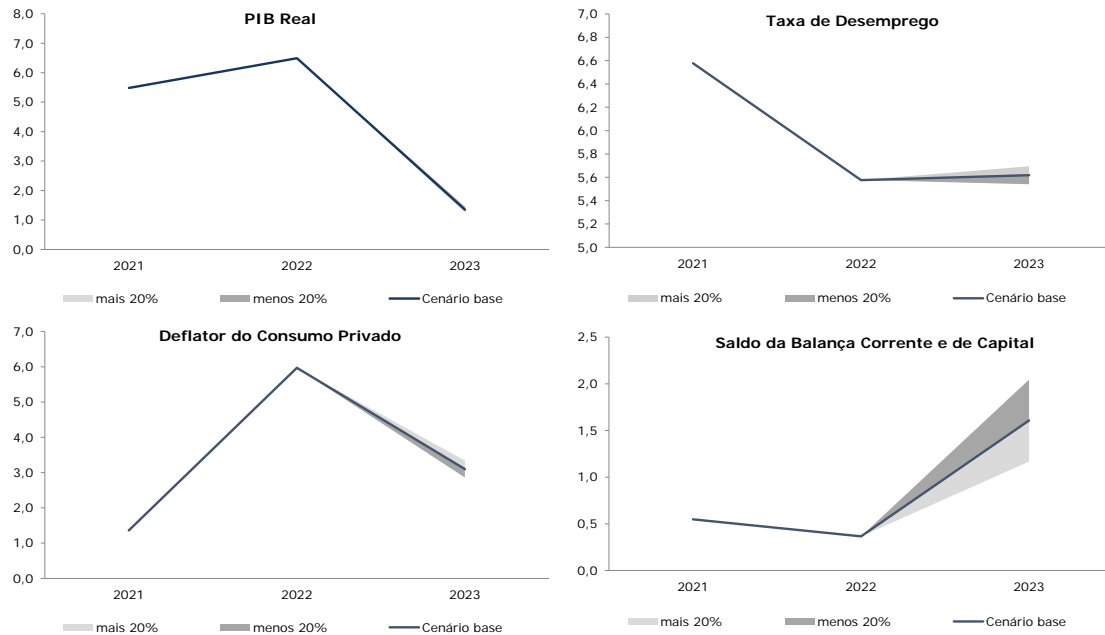 PIB Real
8,0
7,0
6,0
5,0
4,0
3,0
2,0
1,0
0,0
2021 2022 2023
mais 20% menos 20% Cenário base
Taxa de Desemprego
7,0
6,8
6,6
6,4
6,2
6,0
5,8
5,6
5,4
5,2
5,0
2021 2022 2023
mais 20% menos 20% Cenário base
Deflator do Consumo Privado
7,0
6,0
5,0
4,0
3,0
2,0
1,0
0,0
2021 2022 2023
mais 20% menos 20% Cenário base
Saldo da Balança Corrente e de Capital
2,5
2,0
1,5
1,0
0,5
0,0
2021 2022 2023
mais 20% menos 20% Cenário base